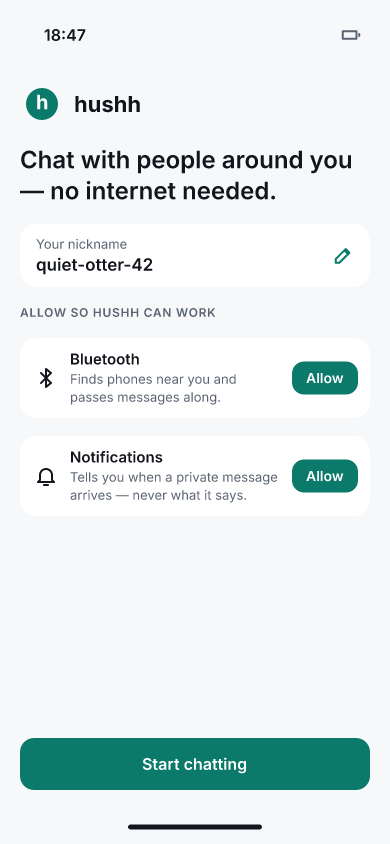 18:47
h hushh
Chat with people around you
— no internet needed.
Your nickname
quiet-otter-42
ALLOW SO HUSHH CAN WORK
Bluetooth
Finds phones near you and
passes messages along.
Allow
Notifications
Tells you when a private message
arrives — never what it says.
Allow
Start chatting